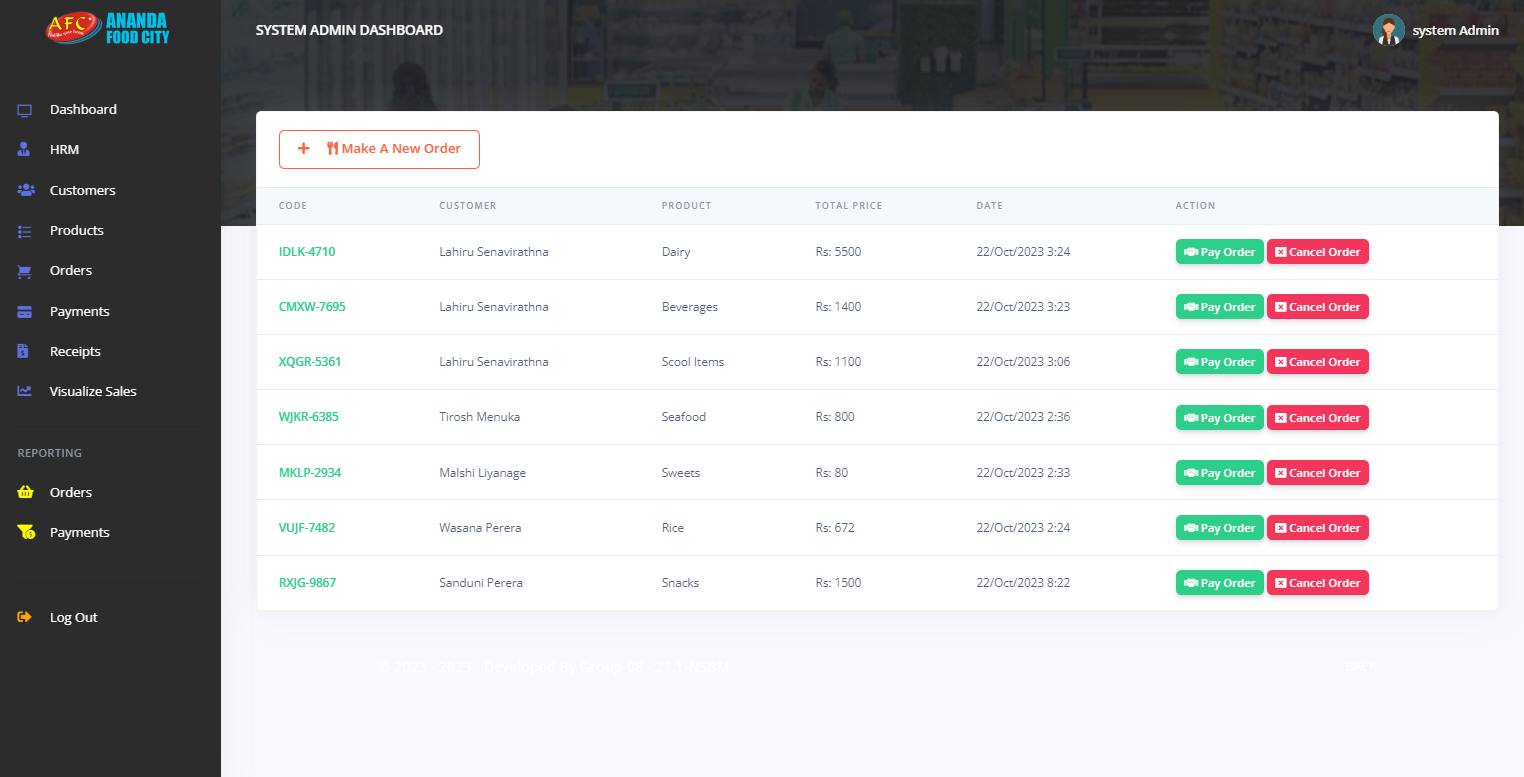 AFC
ANANDA
FOOD CITY
SYSTEM ADMIN DASHBOARD
system Admin
Dashboard
HRM
Customers
Products
Orders
Payments
Receipts
Visualize Sales
REPORTING
Orders
Payments
Log Out
Make A New Order
CODE CUSTOMER PRODUCT TOTAL PRICE DATE ACTION
IDLK-4710 Lahiru Senavirathna Dairy Rs: 5500 22/Oct/2023 3:24 Pay Order Cancel Order
CMXW-7695 Lahiru Senavirathna Beverages Rs: 1400 22/Oct/2023 3:23 Pay Order Cancel Order
XQGR-5361 Lahiru Senavirathna Scool Items Rs: 1100 22/Oct/2023 3:06 Pay Order Cancel Order
WJKR-6385 Tirosh Menuka Seafood Rs: 800 22/Oct/2023 2:36 Pay Order Cancel Order
MKLP-2934 Malshi Liyanage Sweets Rs: 80 22/Oct/2023 2:33 Pay Order Cancel Order
VUJF-7482 Wasana Perera Rice Rs: 672 22/Oct/2023 2:24 Pay Order Cancel Order
RXJG-9867 Sanduni Perera Snacks Rs: 1500 22/Oct/2023 8:22 Pay Order Cancel Order
© 2023 - 2023 - Developed By Group-08 - 21.1-NSBM
BACK